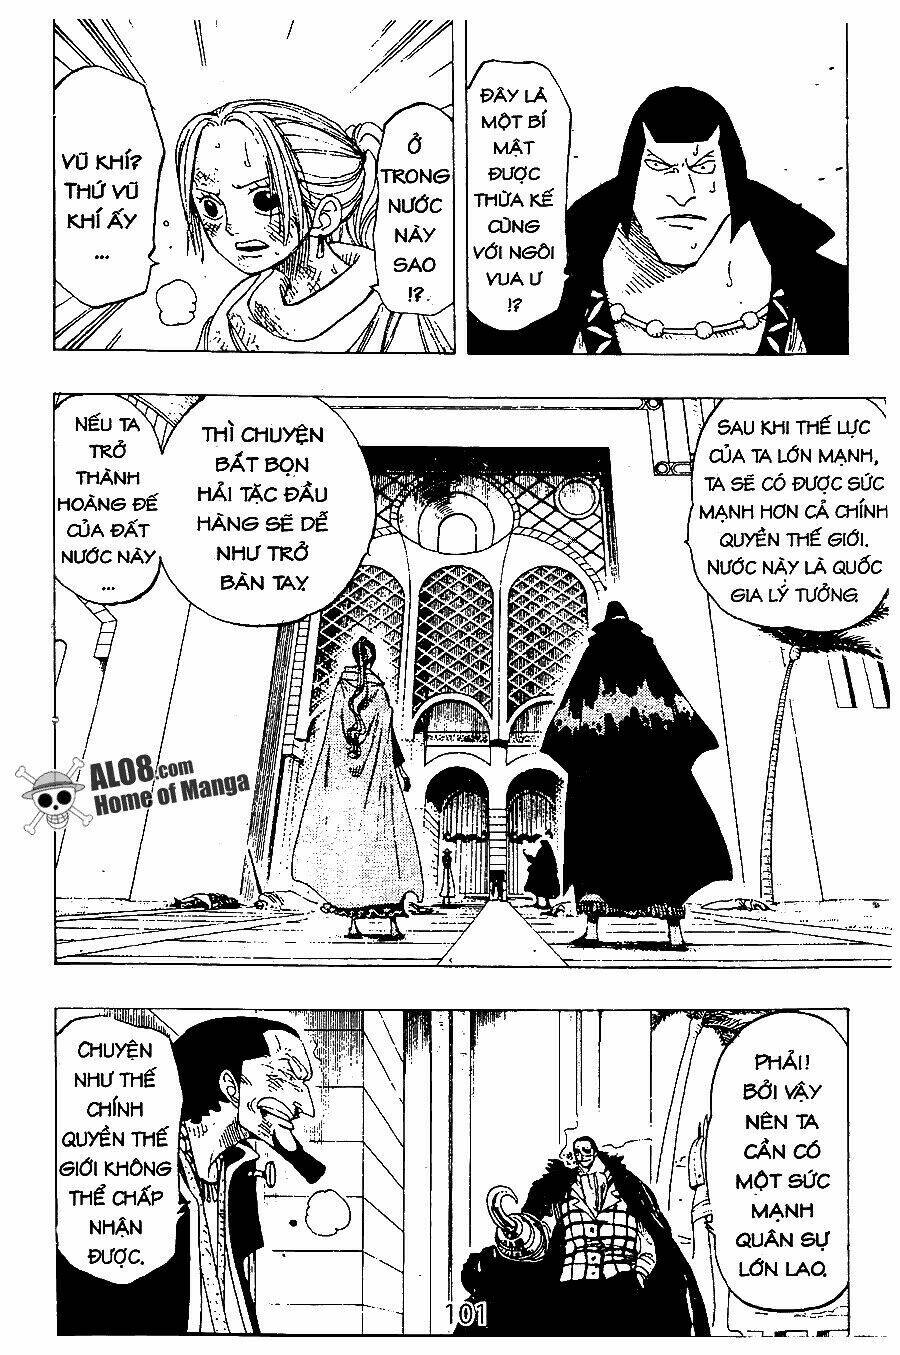 ĐÂY LÀ
MỘT BÍ
MẬT ĐƯỢC
THỪA KẾ
CÙNG
VỚI NGÔI
VUA Ư
!?
Ở
TRONG
NƯỚC
NÀY
SAO
!?
VŨ KHÍ?
THỨ VŨ
KHÍ ẤY
...
SAU KHI THẾ LỰC
CỦA TA LỚN MẠNH,
TA SẼ CÓ ĐƯỢC SỨC
MẠNH HƠN CẢ CHÍNH
QUYỀN THẾ GIỚI.
NƯỚC NÀY LÀ QUỐC
GIA LÝ TƯỞNG.
THÌ CHUYỆN
BẮT BỌN
HẢI TẶC ĐẦU
HÀNG SẼ DỄ
NHƯ TRỞ
BÀN TAY.
NẾU TA
TRỞ
THÀNH
HOÀNG ĐẾ
CỦA ĐẤT
NƯỚC NÀY
...
AL08.com
Home of Manga
PHẢI!
BỞI VẬY
NÊN TA
CẦN CÓ
MỘT SỨC
MẠNH
QUÂN SỰ
LỚN LAO.
CHUYỆN
NHƯ THẾ
CHÍNH
QUYỀN THẾ
GIỚI KHÔNG
THỂ CHẤP
NHẬN
ĐƯỢC.
101